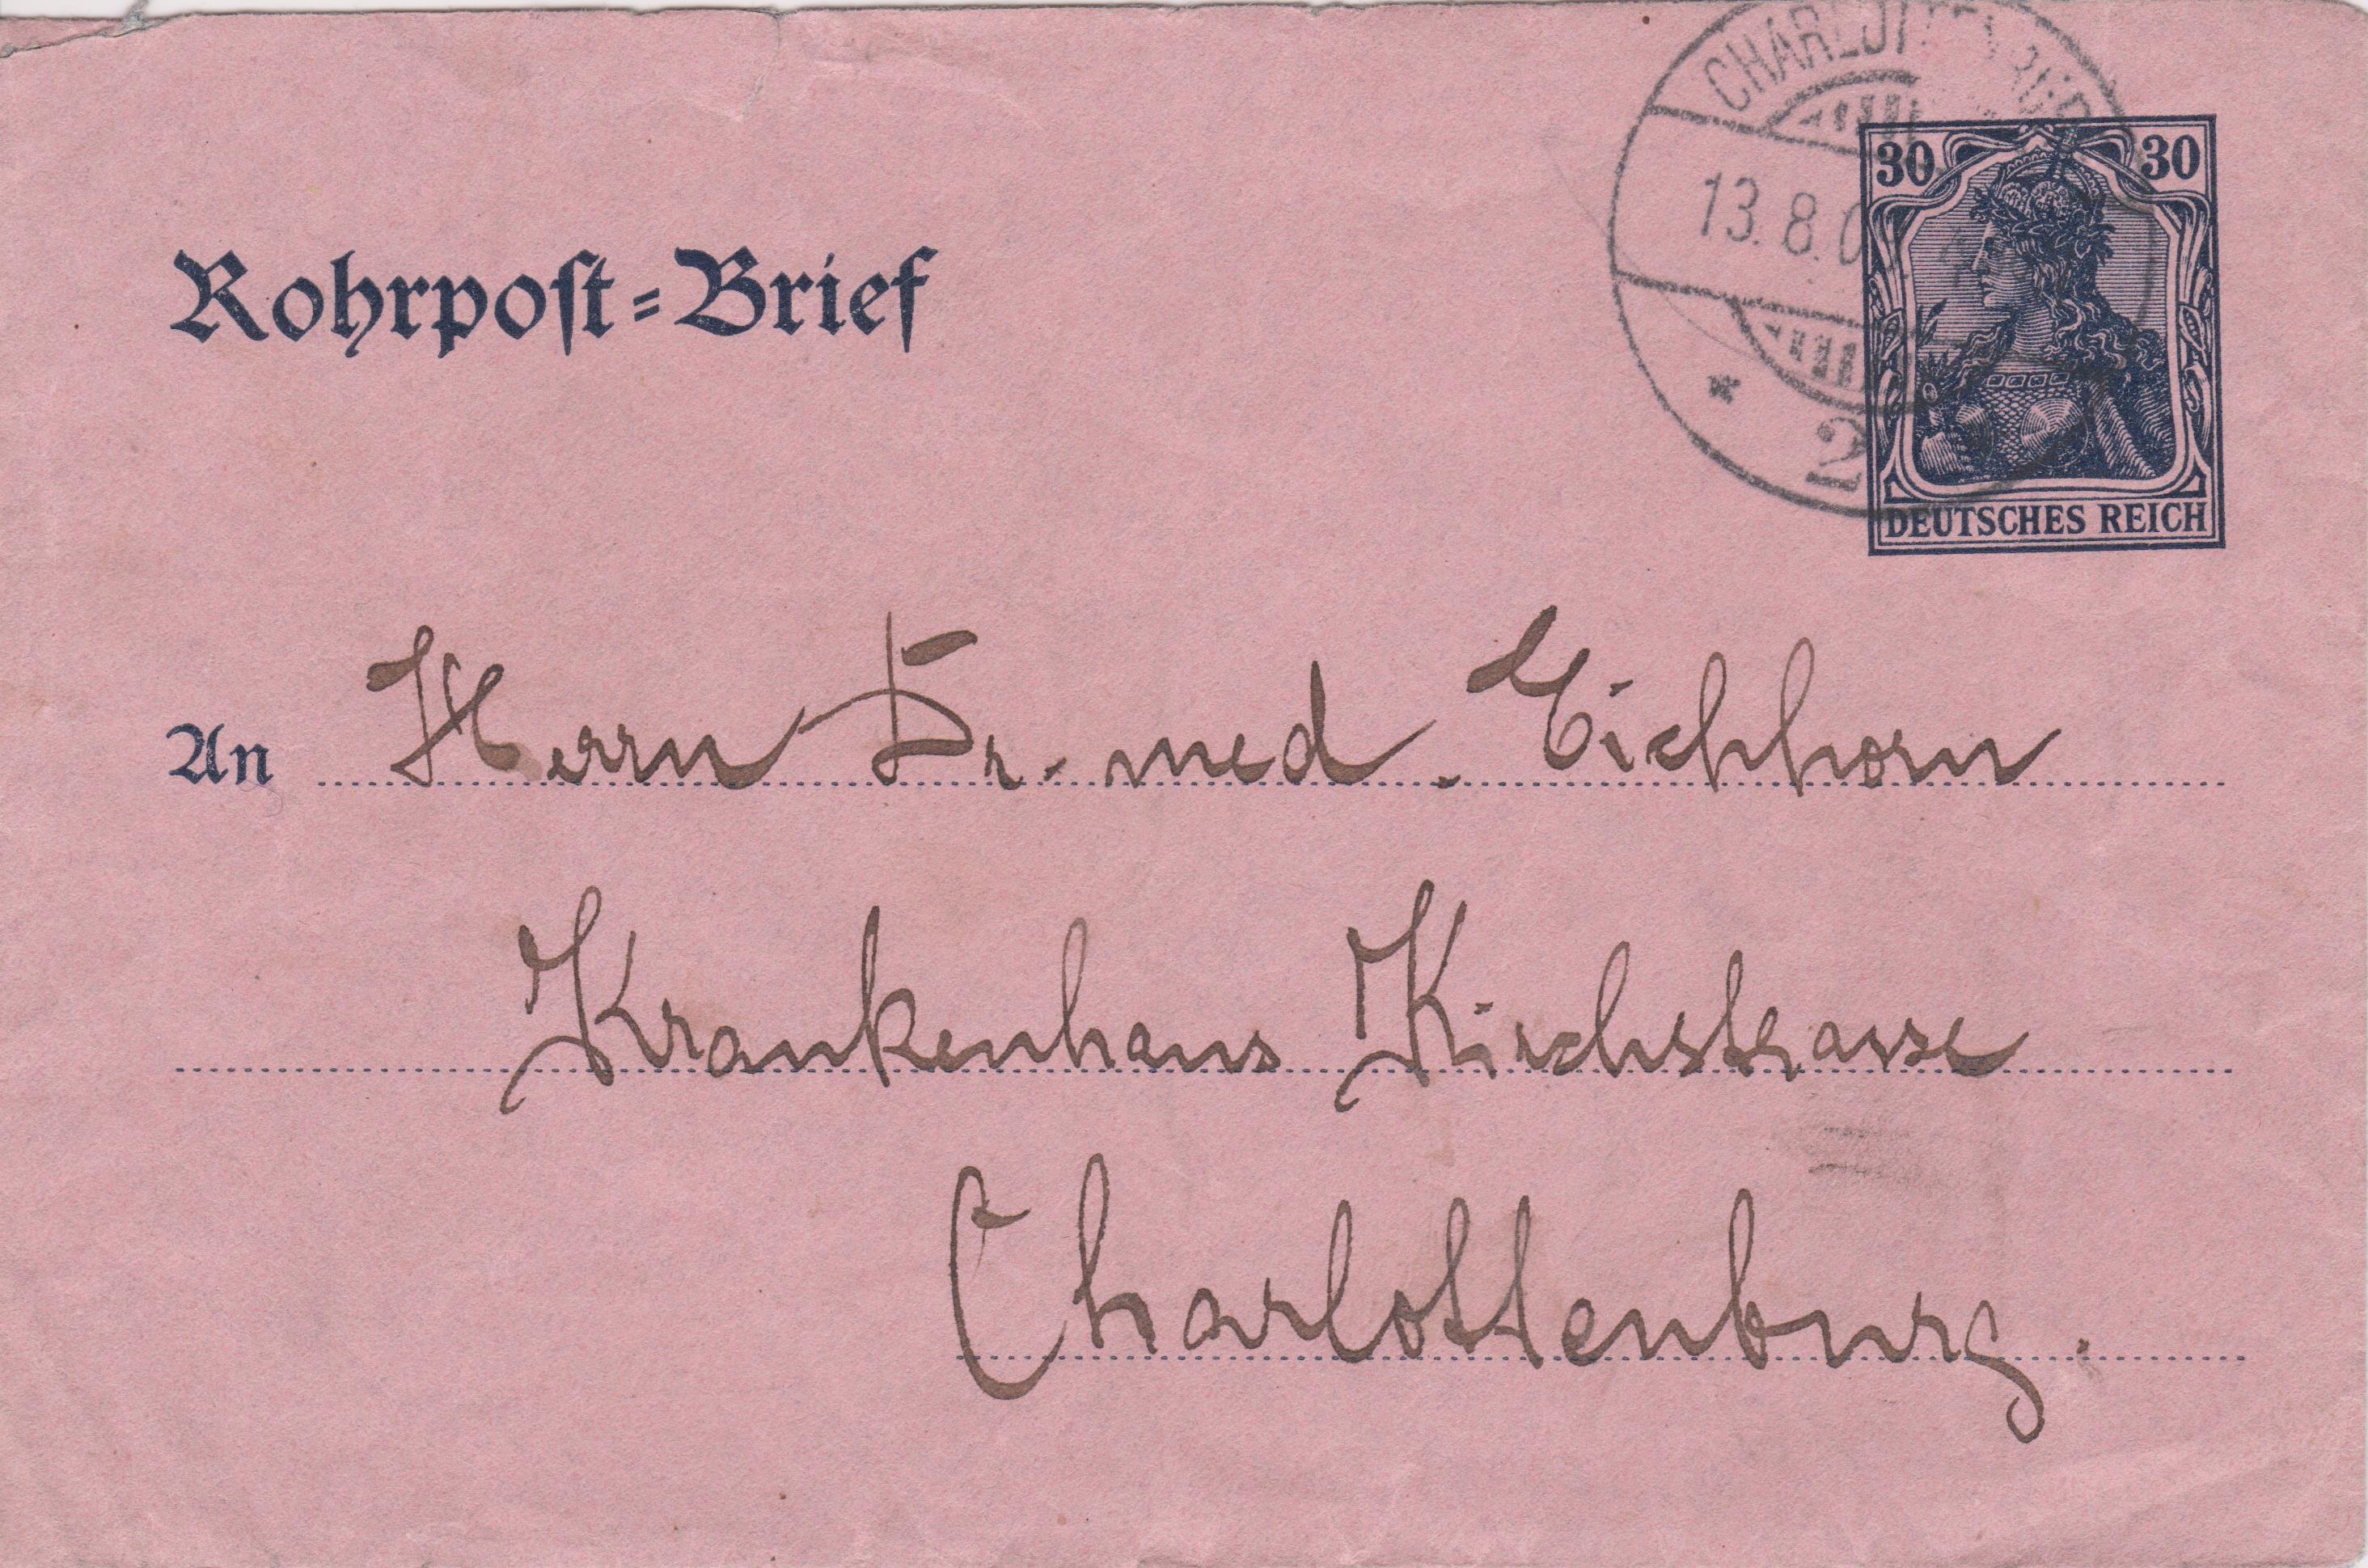 CHARLOTTENBURG
13.8.0
* 2
30 30
DEUTSCHES REICH
Rohrpost-Brief
An Herrn Dr. med. Eichhorn
Krankenhaus Kirchstrasse
Charlottenburg.